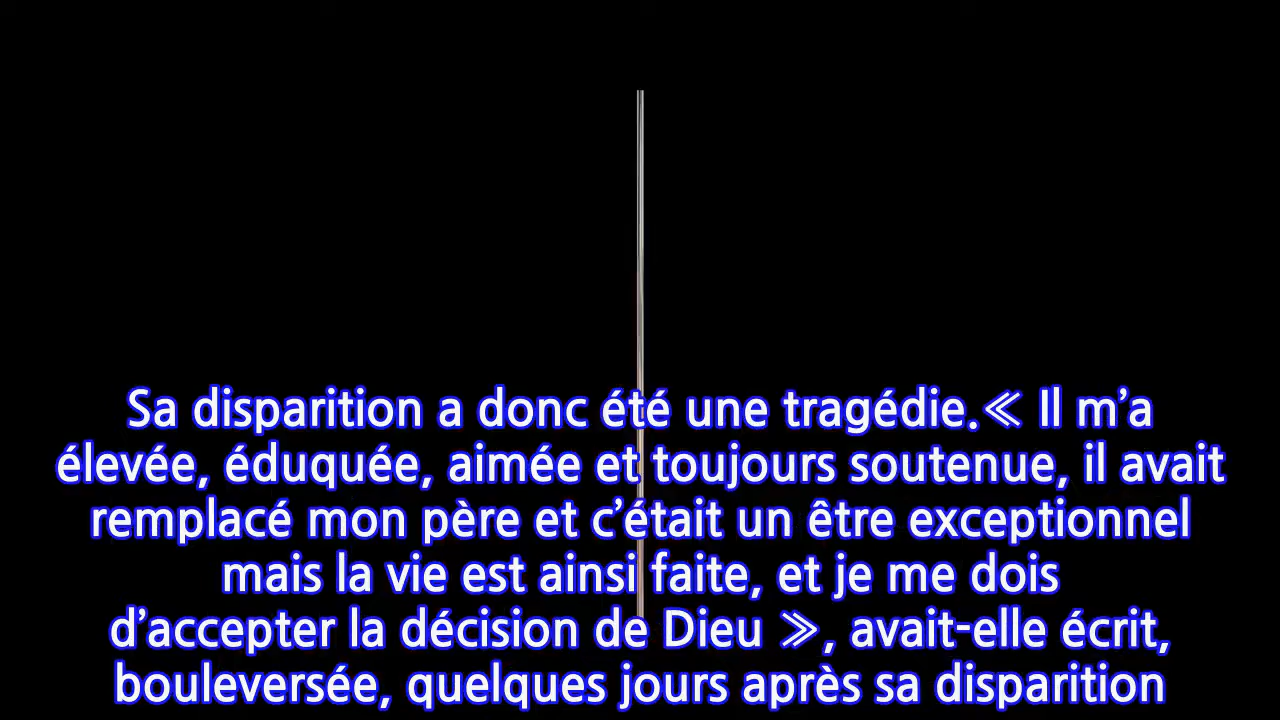 Sa disparition a donc été une tragédie.≪ Il m’a
élevée, éduquée, aimée et toujours soutenue, il avait
remplacé mon père et c’était un être exceptionnel
mais la vie est ainsi faite, et je me dois
d’accepter la décision de Dieu ≫, avait-elle écrit,
bouleversée, quelques jours après sa disparition